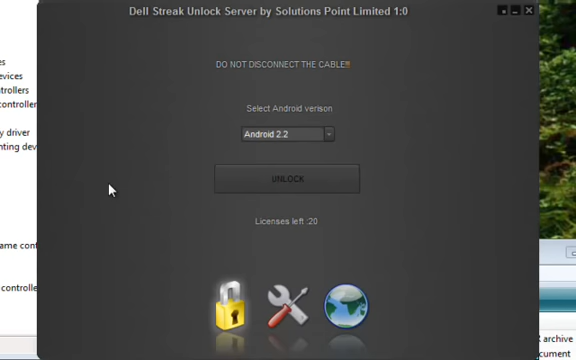 Dell Streak Unlock Server by Solutions Point Limited 1:0
DO NOT DISCONNECT THE CABLE!!!
Select Android verison
Android 2.2
UNLOCK
Licenses left :20
evices
trollers
controller
y driver
nting dev
ame cont
controlle
R archive
cument